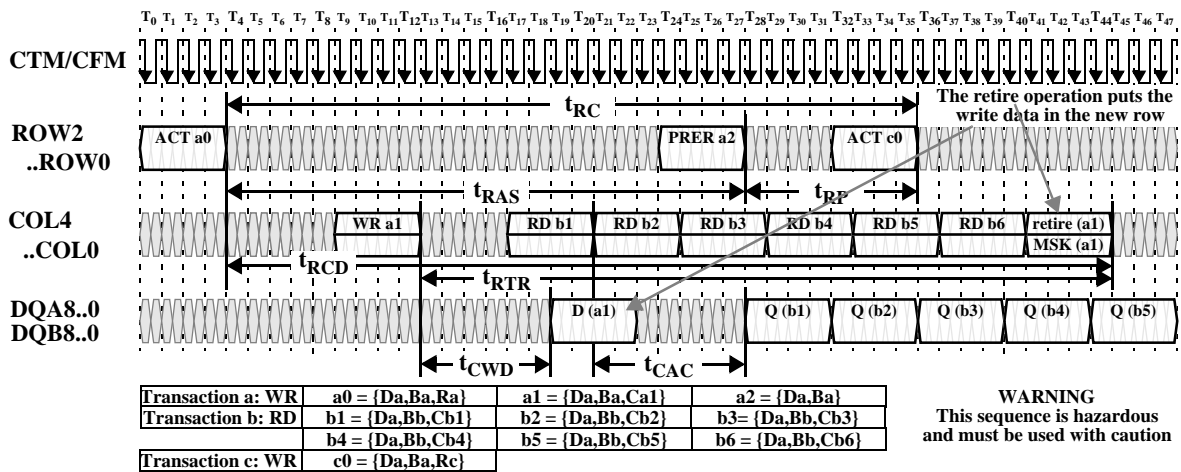 T0 T1 T2 T3 T4 T5 T6 T7 T8 T9 T10 T11 T12 T13 T14 T15 T16 T17 T18 T19 T20 T21 T22 T23 T24 T25 T26 T27 T28 T29 T30 T31 T32 T33 T34 T35 T36 T37 T38 T39 T40 T41 T42 T43 T44 T45 T46 T47
CTM/CFM
tRC
The retire operation puts the
write data in the new row
ROW2
..ROW0
ACT a0
PRER a2
ACT c0
tRAS
tRP
COL4
..COL0
WR a1
RD b1
RD b2
RD b3
RD b4
RD b5
RD b6
retire (a1)
MSK (a1)
tRCD
tRTR
DQA8..0
DQB8..0
D (a1)
Q (b1)
Q (b2)
Q (b3)
Q (b4)
Q (b5)
tCWD
tCAC
Transaction a: WR a0 = {Da,Ba,Ra} a1 = {Da,Ba,Ca1} a2 = {Da,Ba}
Transaction b: RD b1 = {Da,Bb,Cb1} b2 = {Da,Bb,Cb2} b3= {Da,Bb,Cb3}
b4 = {Da,Bb,Cb4} b5 = {Da,Bb,Cb5} b6 = {Da,Bb,Cb6}
Transaction c: WR c0 = {Da,Ba,Rc}
WARNING
This sequence is hazardous
and must be used with caution